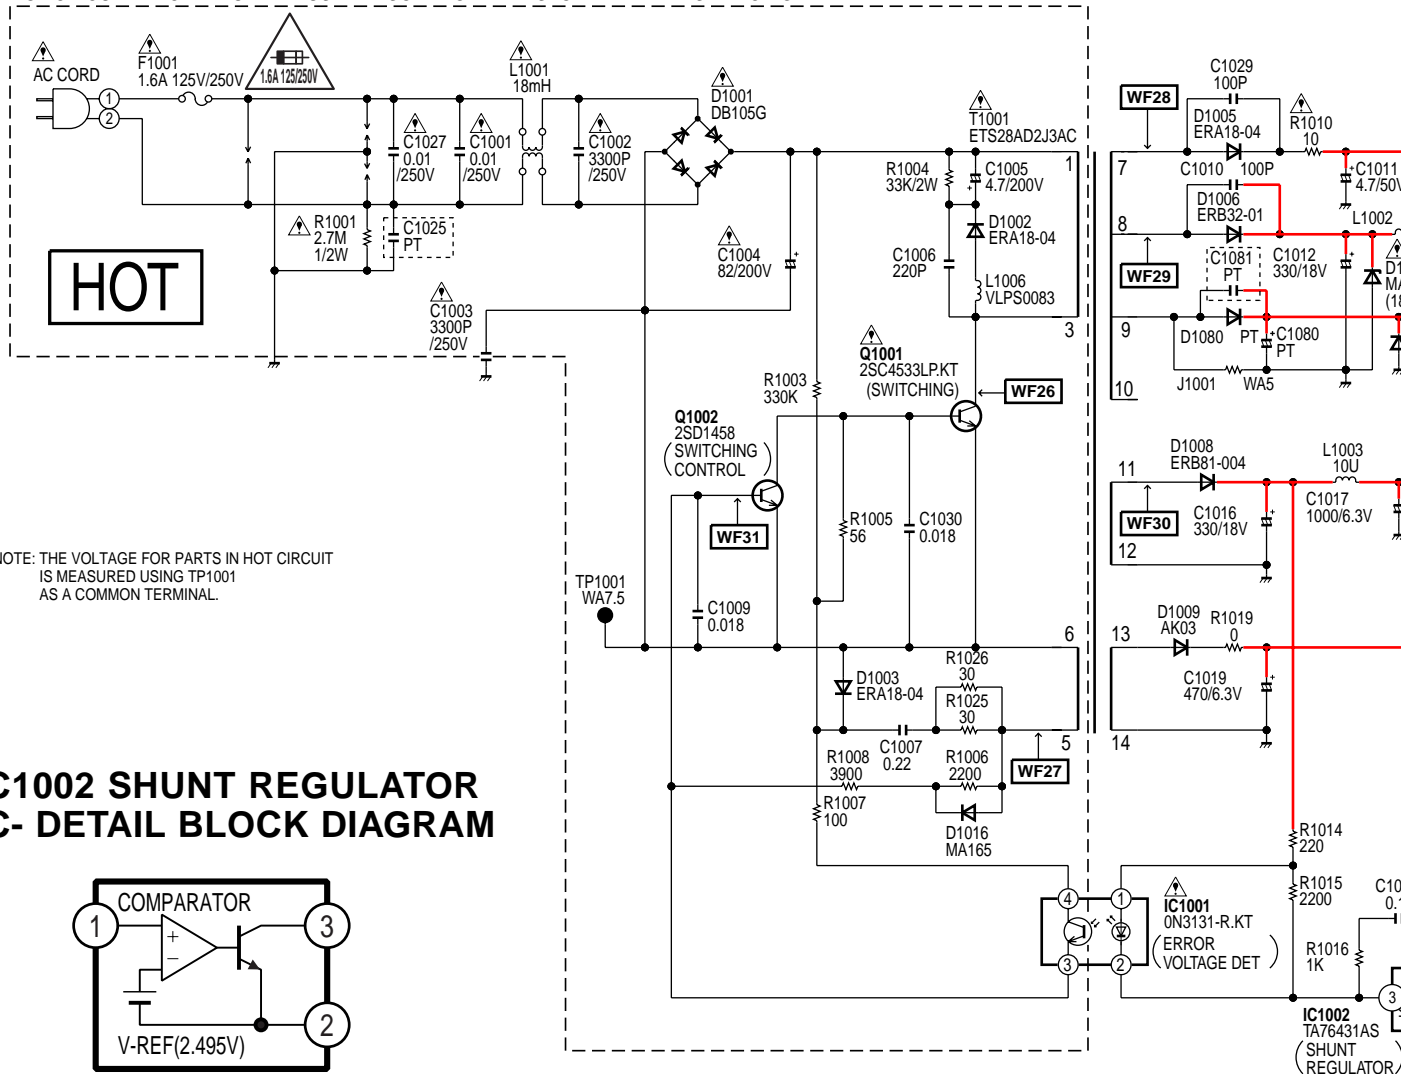 AC CORD
1
2
F1001
1.6A 125V/250V
1.6A 125/250V
L1001
18mH
C1027
0.01
/250V
C1001
0.01
/250V
C1002
3300P
/250V
D1001
DB105G
R1001
2.7M
1/2W
C1025
PT
HOT
C1003
3300P
/250V
C1004
82/200V
T1001
ETS28AD2J3AC
R1004
33K/2W
C1005
4.7/200V
D1002
ERA18-04
C1006
220P
L1006
VLPS0083
1
3
Q1001
2SC4533LP.KT
(SWITCHING)
WF26
R1003
330K
Q1002
2SD1458
SWITCHING
CONTROL
WF31
R1005
56
C1030
0.018
C1009
0.018
TP1001
WA7.5
NOTE: THE VOLTAGE FOR PARTS IN HOT CIRCUIT
IS MEASURED USING TP1001
AS A COMMON TERMINAL.
6
5
D1003
ERA18-04
R1026
30
R1025
30
C1007
0.22
R1008
3900
R1006
2200
R1007
100
D1016
MA165
WF27
WF28
C1029
100P
D1005
ERA18-04
R1010
10
7
C1010
100P
C1011
4.7/50V
D1006
ERB32-01
8
L1002
WF29
C1081
PT
C1012
330/18V
9
D1080
PT
C1080
PT
J1001
WA5
10
11
D1008
ERB81-004
L1003
10U
WF30
C1016
330/18V
C1017
1000/6.3V
12
13
D1009
AK03
R1019
0
C1019
470/6.3V
14
R1014
220
R1015
2200
4
1
3
2
IC1001
0N3131-R.KT
ERROR
VOLTAGE DET
R1016
1K
3
IC1002
TA76431AS
SHUNT
REGULATOR
C1002 SHUNT REGULATOR
C- DETAIL BLOCK DIAGRAM
COMPARATOR
1
+
-
3
2
V-REF(2.495V)